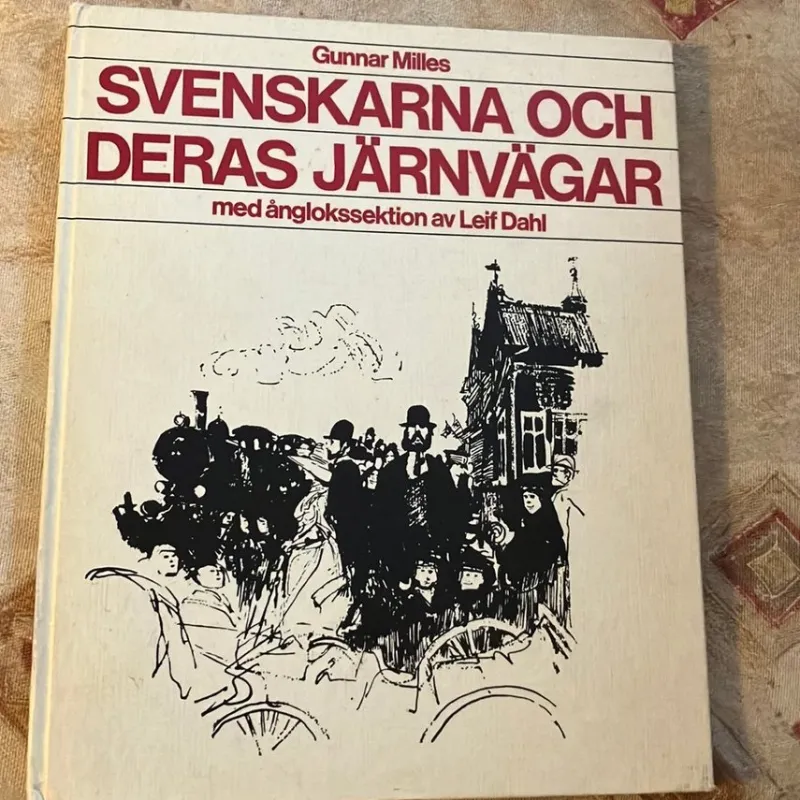 Gunnar Milles
SVENSKARNA OCH
DERAS JÄRNVÄGAR
med ånglokssektion av Leif Dahl